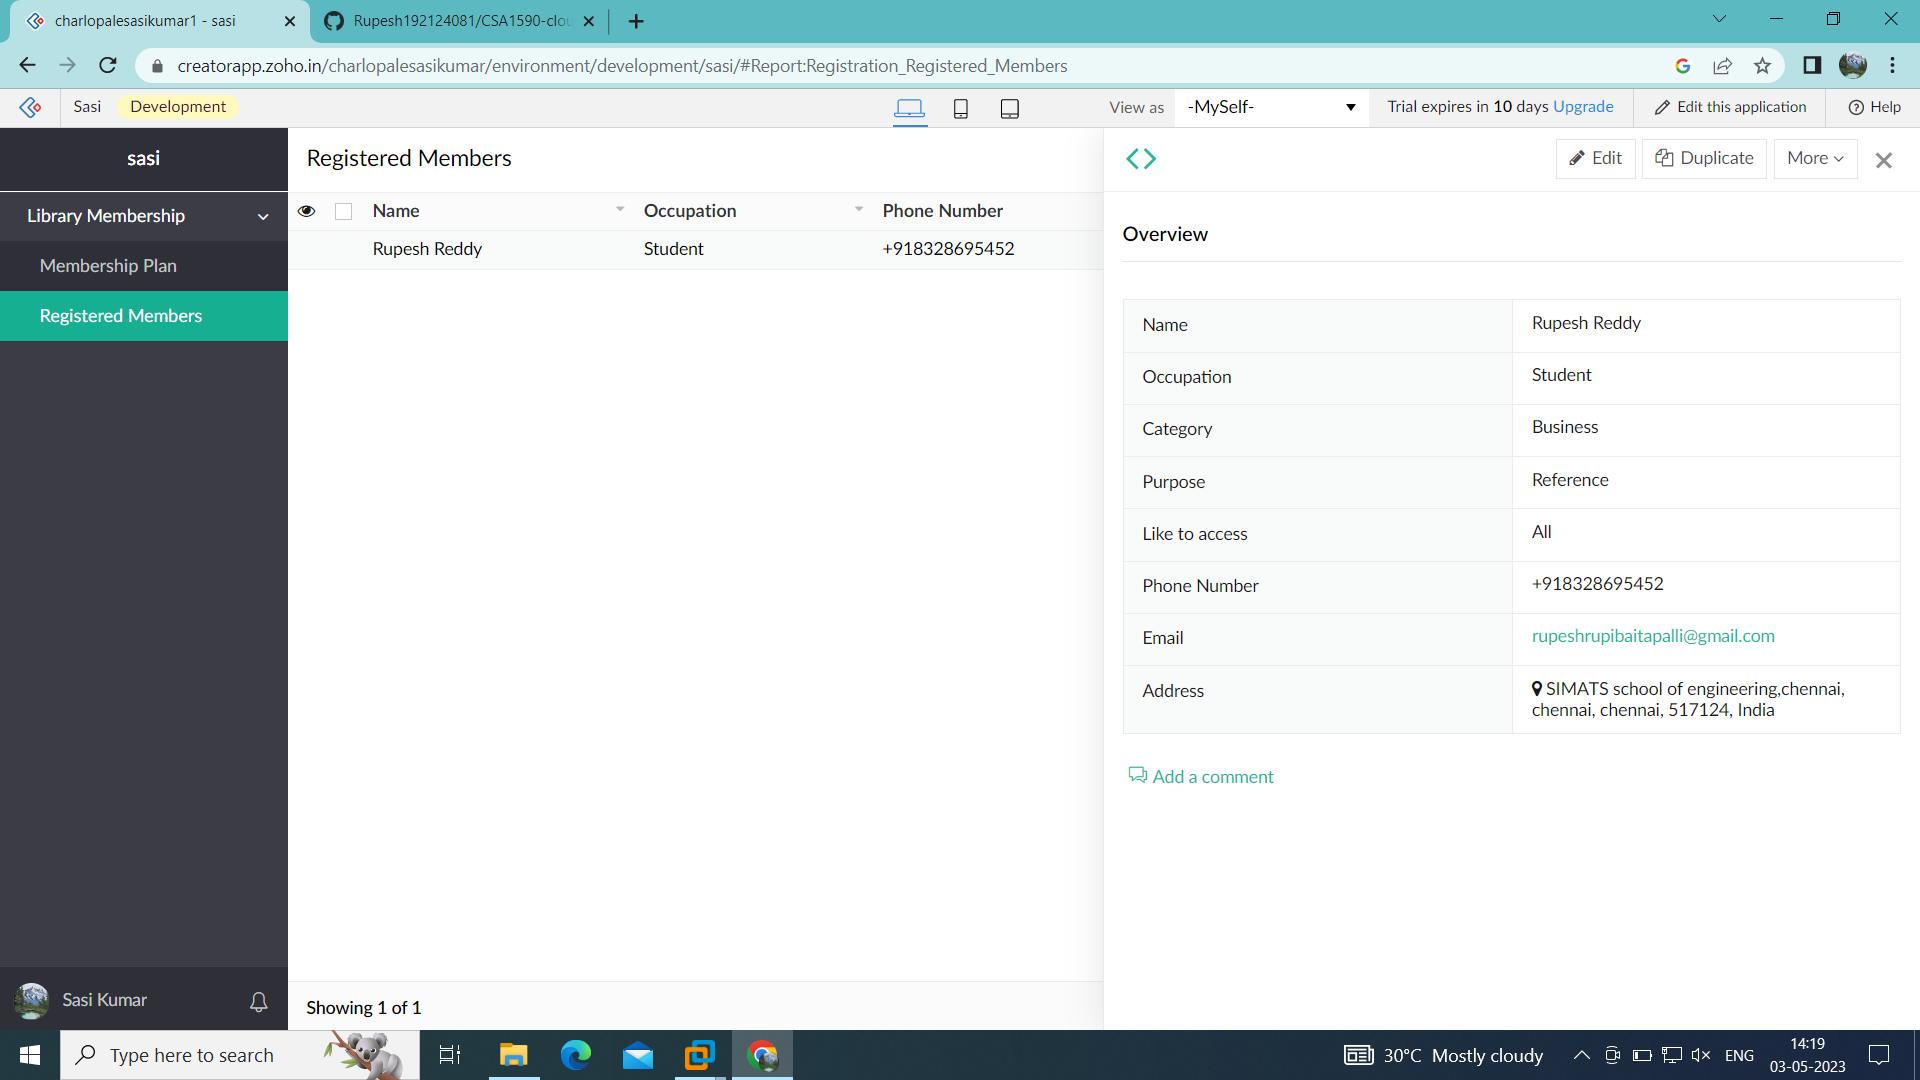 charlopalesasikumar1 - sasi
Rupesh192124081/CSA1590-clou
creatorapp.zoho.in/charlopalesasikumar/environment/development/sasi/#Report:Registration_Registered_Members
Sasi Development View as -MySelf- Trial expires in 10 days Upgrade Edit this application Help
sasi
Library Membership
Membership Plan
Registered Members
Sasi Kumar
Registered Members
Name Occupation Phone Number
Rupesh Reddy Student +918328695452
Showing 1 of 1
Edit Duplicate More
Overview
Name Rupesh Reddy
Occupation Student
Category Business
Purpose Reference
Like to access All
Phone Number +918328695452
Email rupeshrupibaitapalli@gmail.com
Address SIMATS school of engineering,chennai,
chennai, chennai, 517124, India
Add a comment
Type here to search
30°C Mostly cloudy
ENG
14:19
03-05-2023